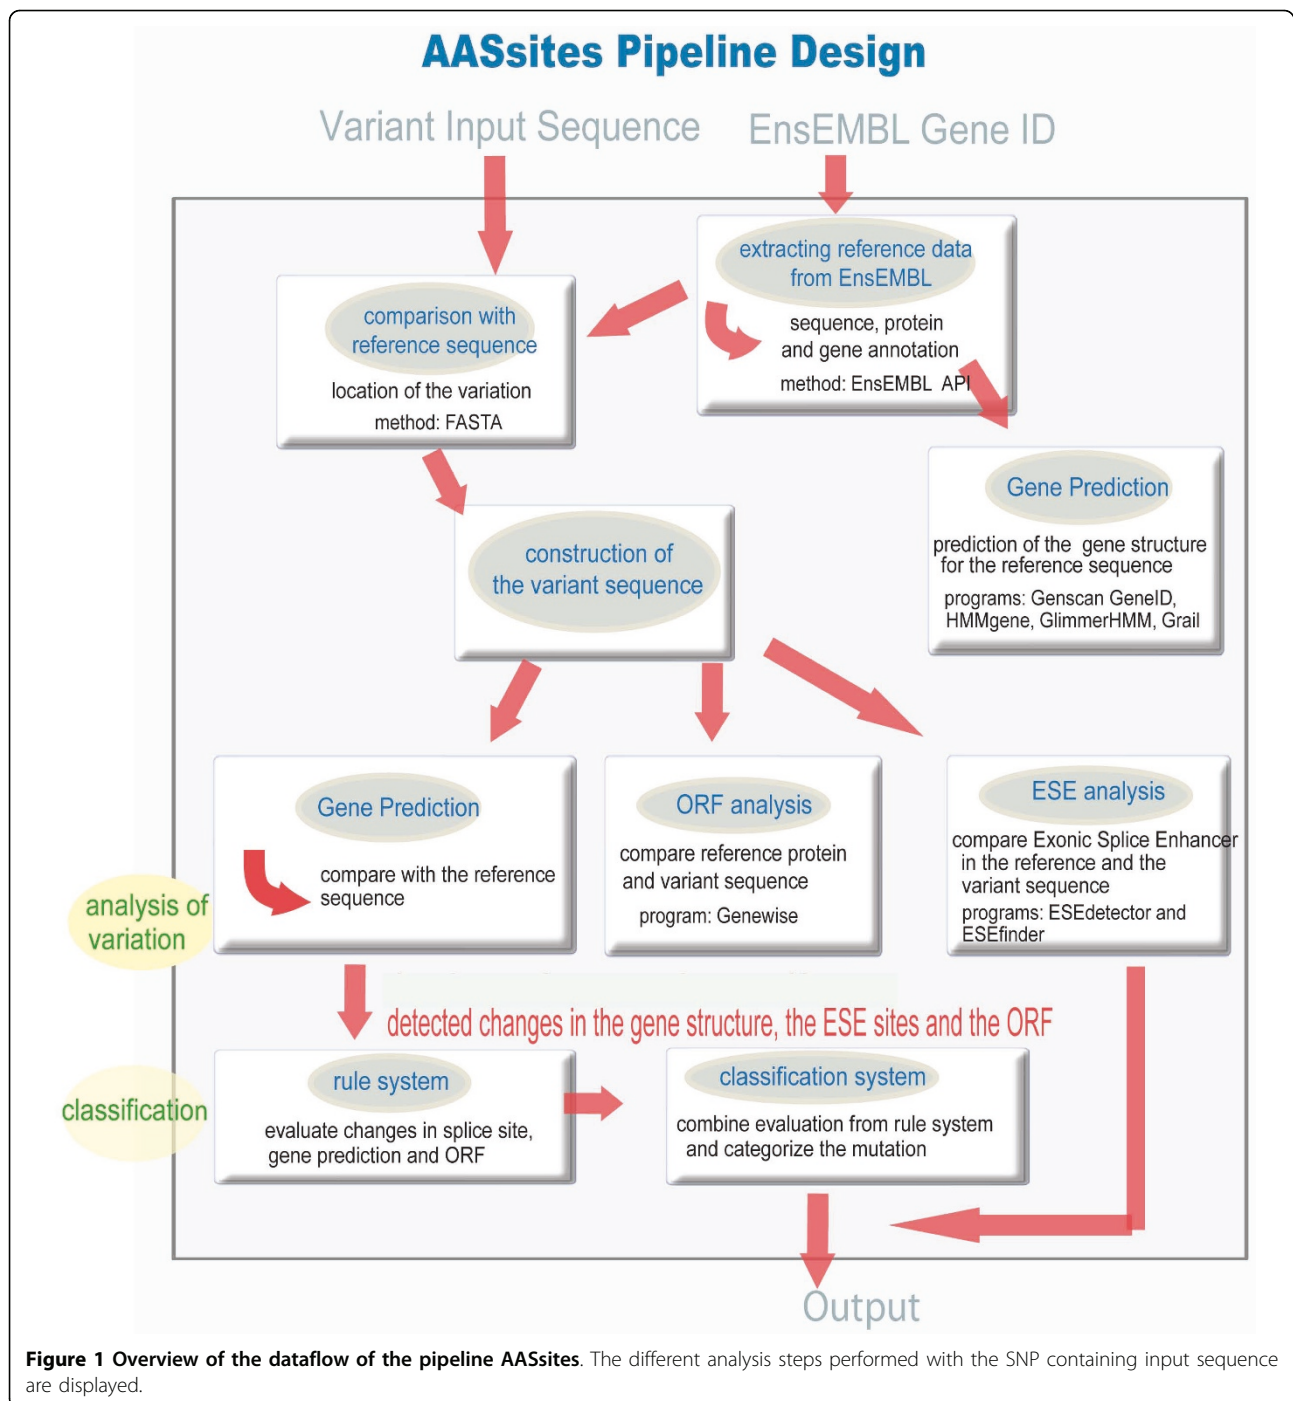 AASsites Pipeline Design
Variant Input Sequence
EnsEMBL Gene ID
extracting reference data
from EnsEMBL
sequence, protein
and gene annotation
method: EnsEMBL API
comparison with
reference sequence
location of the variation
method: FASTA
Gene Prediction
prediction of the gene structure
for the reference sequence
programs: Genscan GeneID,
HMMgene, GlimmerHMM, Grail
construction of
the variant sequence
Gene Prediction
compare with the reference
sequence
ORF analysis
compare reference protein
and variant sequence
program: Genewise
ESE analysis
compare Exonic Splice Enhancer
in the reference and the
variant sequence
programs: ESEdetector and
ESEfinder
analysis of
variation
detected changes in the gene structure, the ESE sites and the ORF
classification
rule system
evaluate changes in splice site,
gene prediction and ORF
classification system
combine evaluation from rule system
and categorize the mutation
Output
Figure 1 Overview of the dataflow of the pipeline AASsites. The different analysis steps performed with the SNP containing input sequence
are displayed.